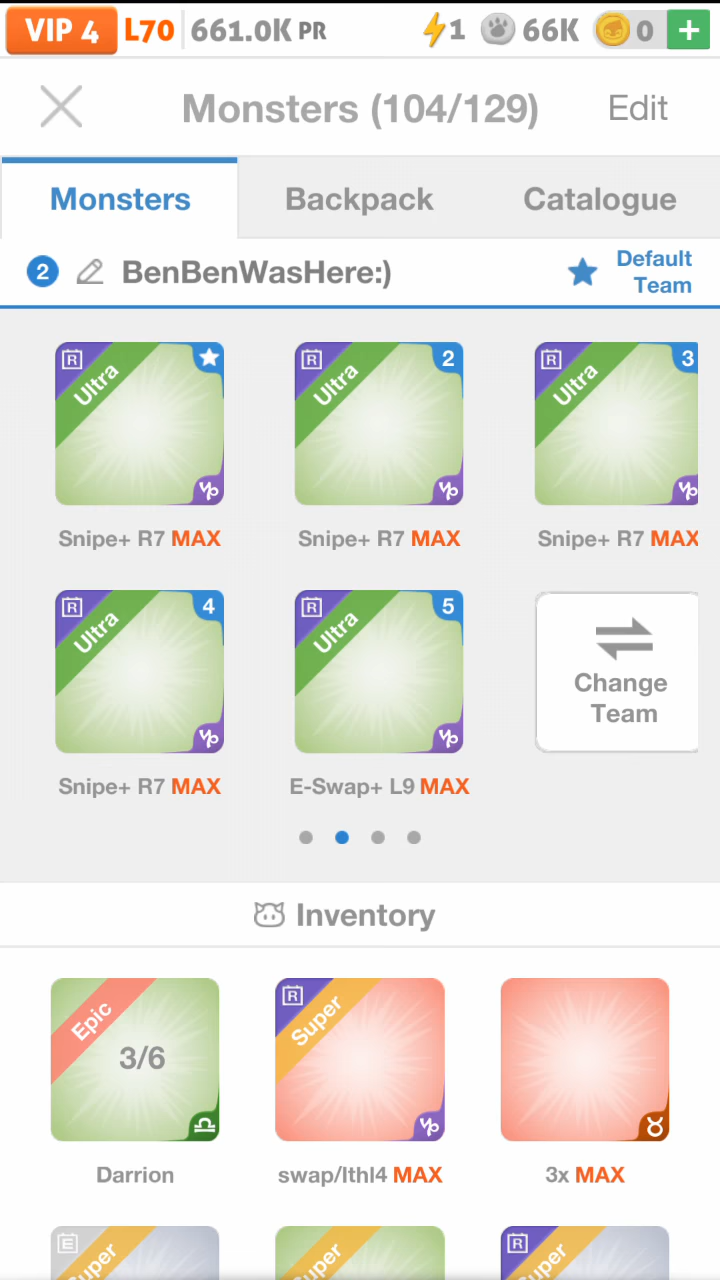 VIP 4 L70 661.0K PR 1 66K 0 +
Monsters (104/129) Edit
Monsters Backpack Catalogue
2 BenBenWasHere:) Default Team
R Ultra R Ultra 2 R Ultra 3
Snipe+ R7 MAX Snipe+ R7 MAX Snipe+ R7 MAX
R Ultra 4 R Ultra 5 Change Team
Snipe+ R7 MAX E-Swap+ L9 MAX
Inventory
Epic 3/6 R Super
Darrion swap/lthl4 MAX 3x MAX
E Super Super R Super